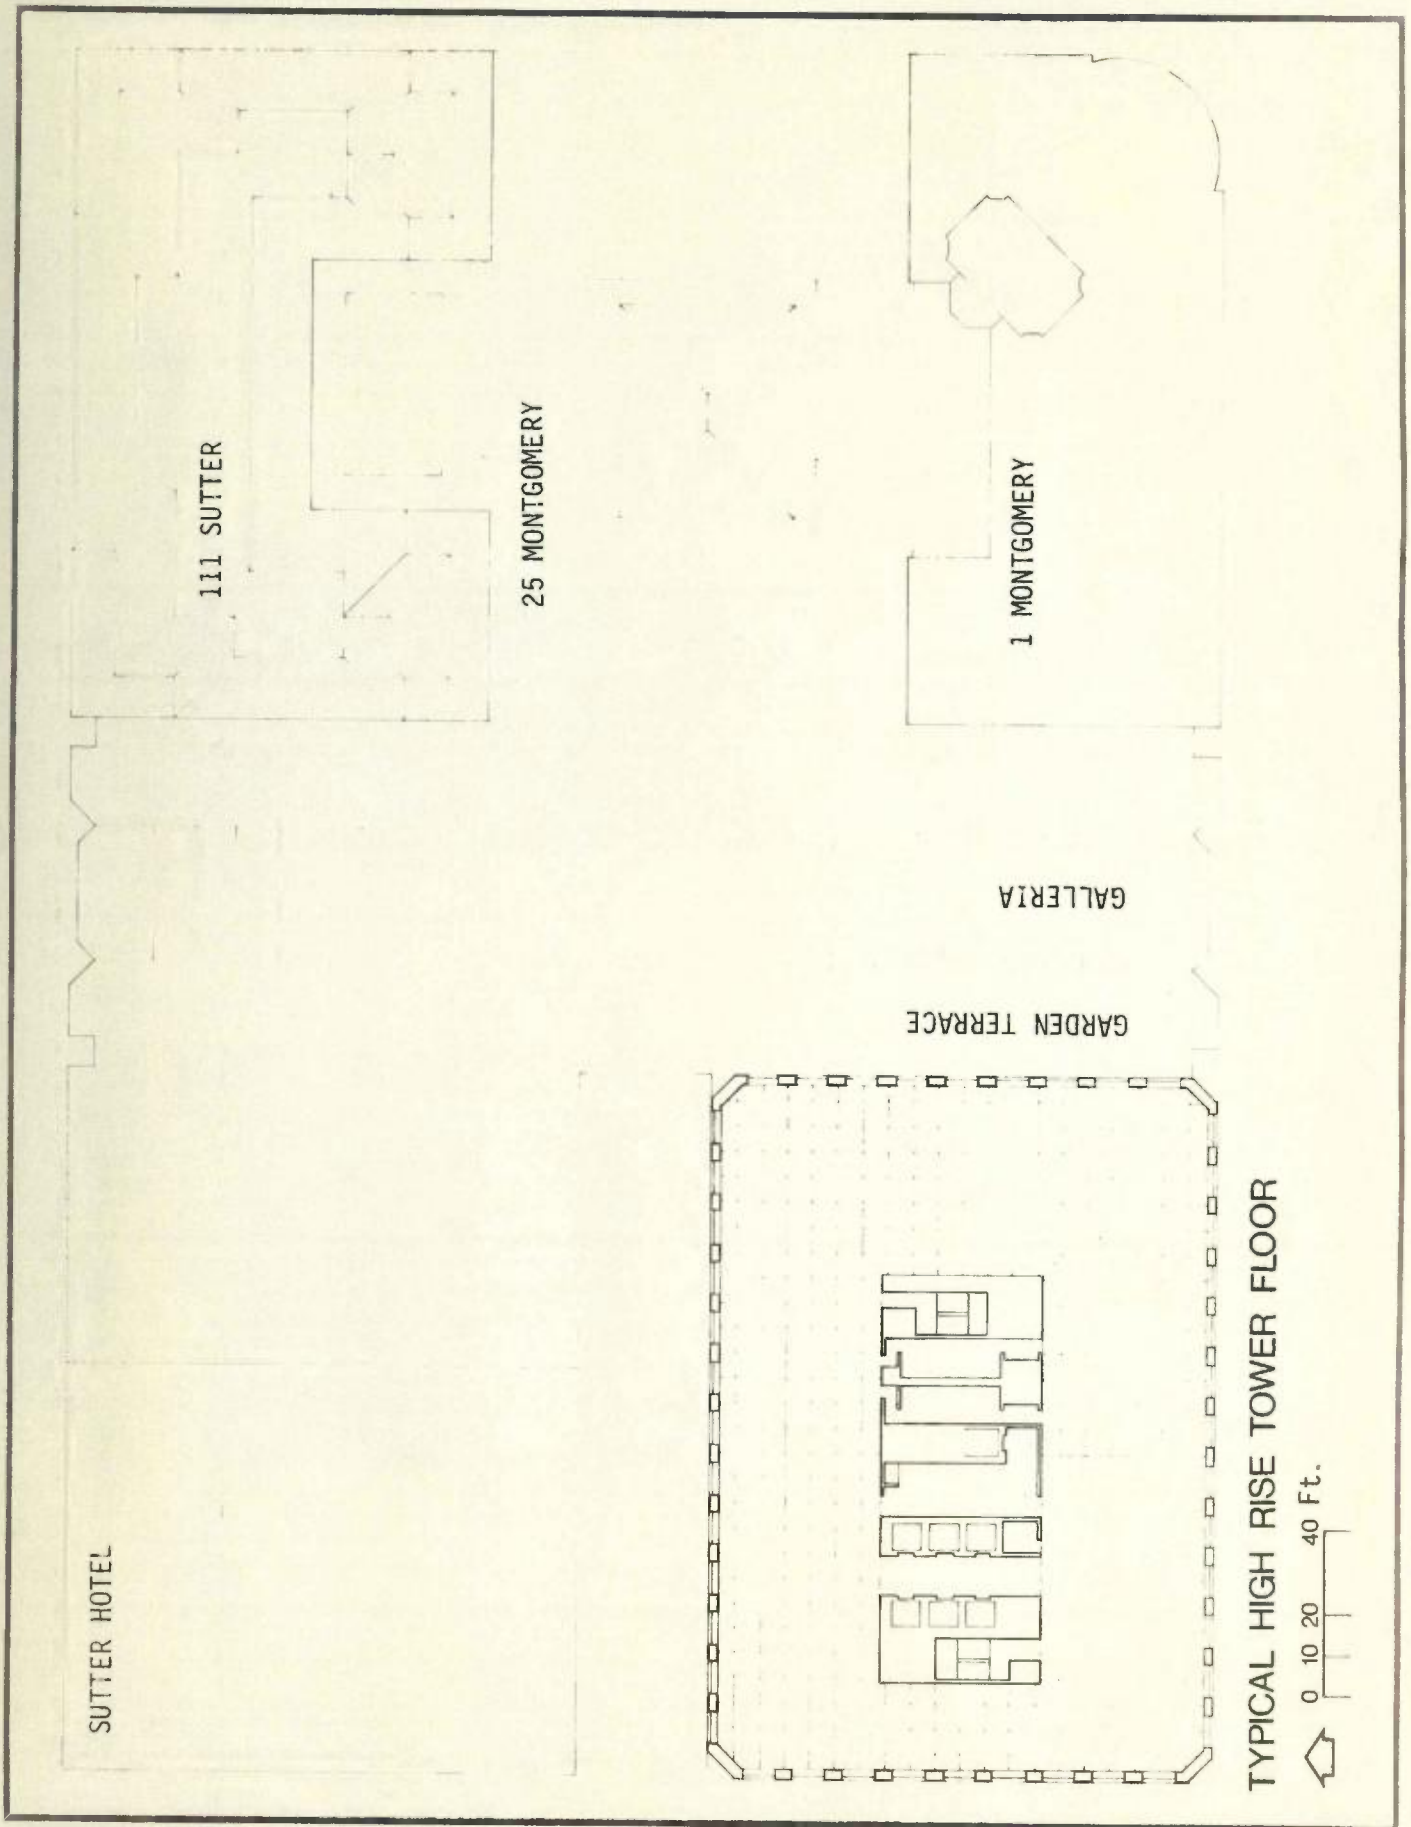 SUTTER HOTEL
111 SUTTER
25 MONTGOMERY
GARDEN TERRACE
GALLERIA
1 MONTGOMERY
TYPICAL HIGH RISE TOWER FLOOR
0 10 20 40 Ft.